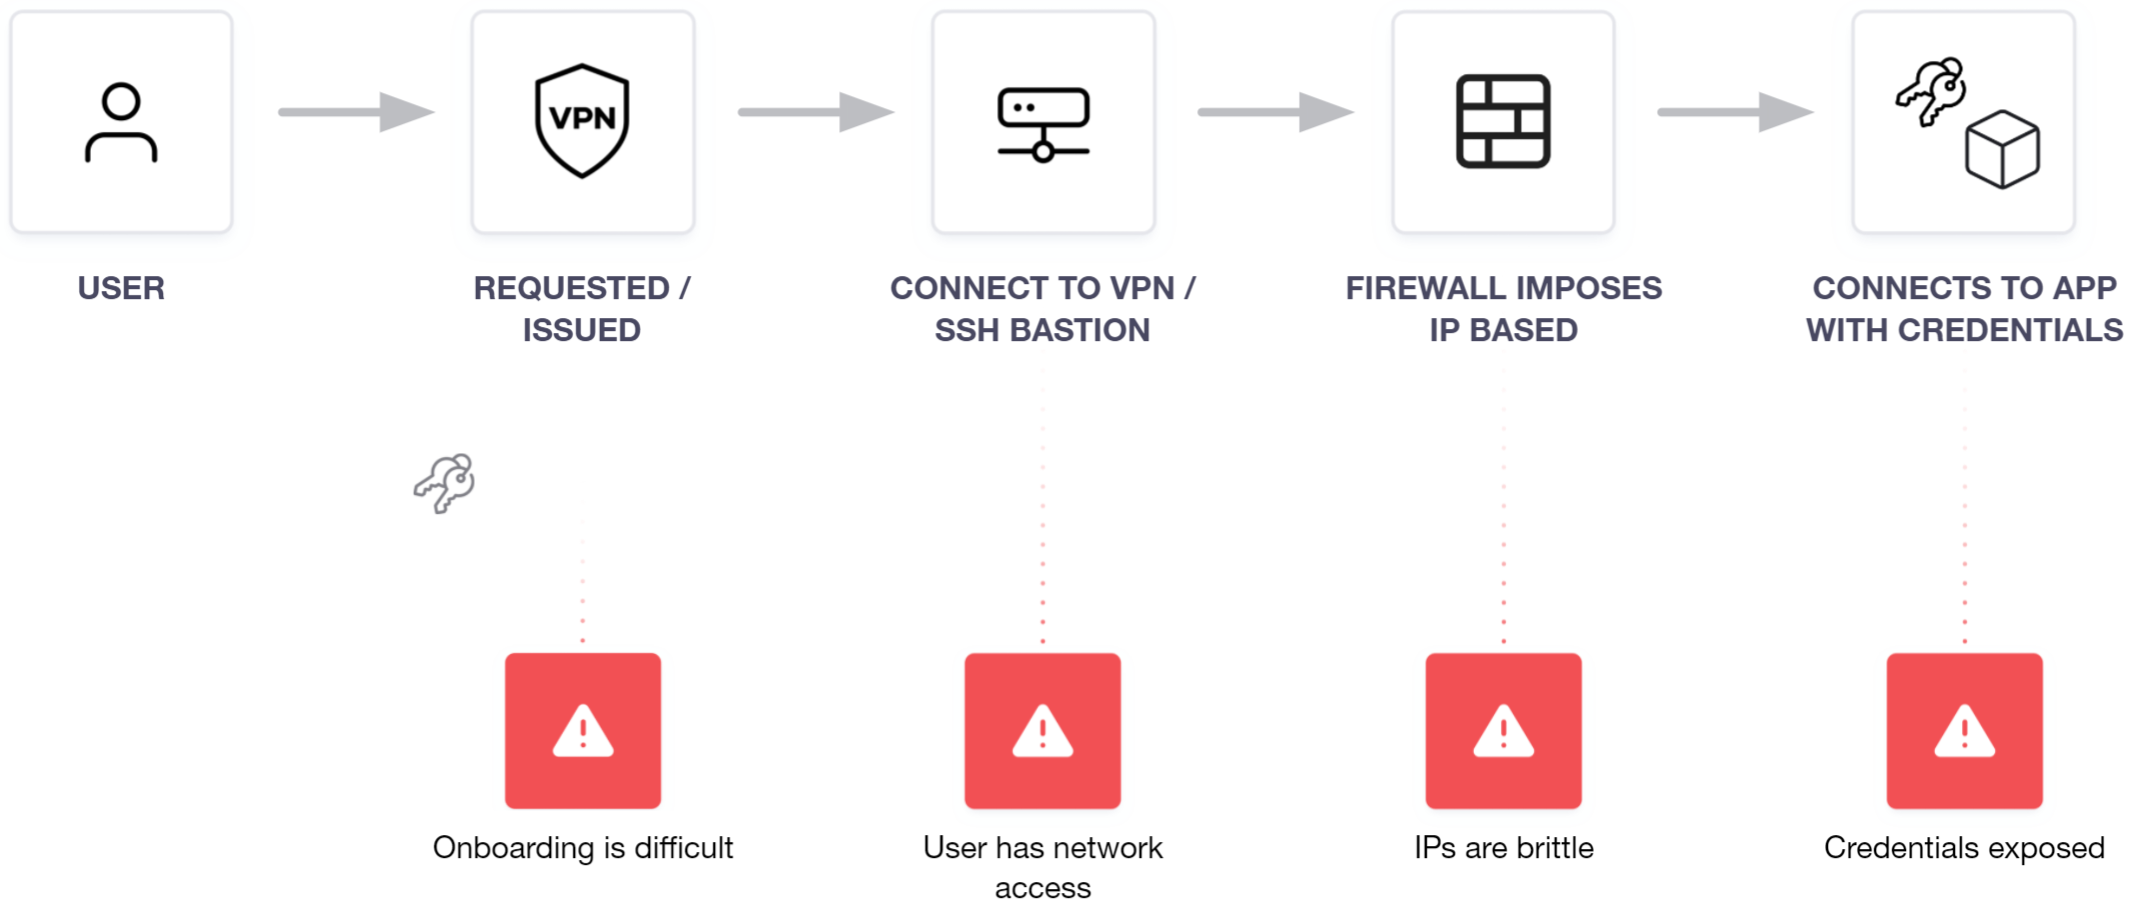 VPN
USER
REQUESTED /
ISSUED
CONNECT TO VPN /
SSH BASTION
FIREWALL IMPOSES
IP BASED
CONNECTS TO APP
WITH CREDENTIALS
Onboarding is difficult
User has network
access
IPs are brittle
Credentials exposed